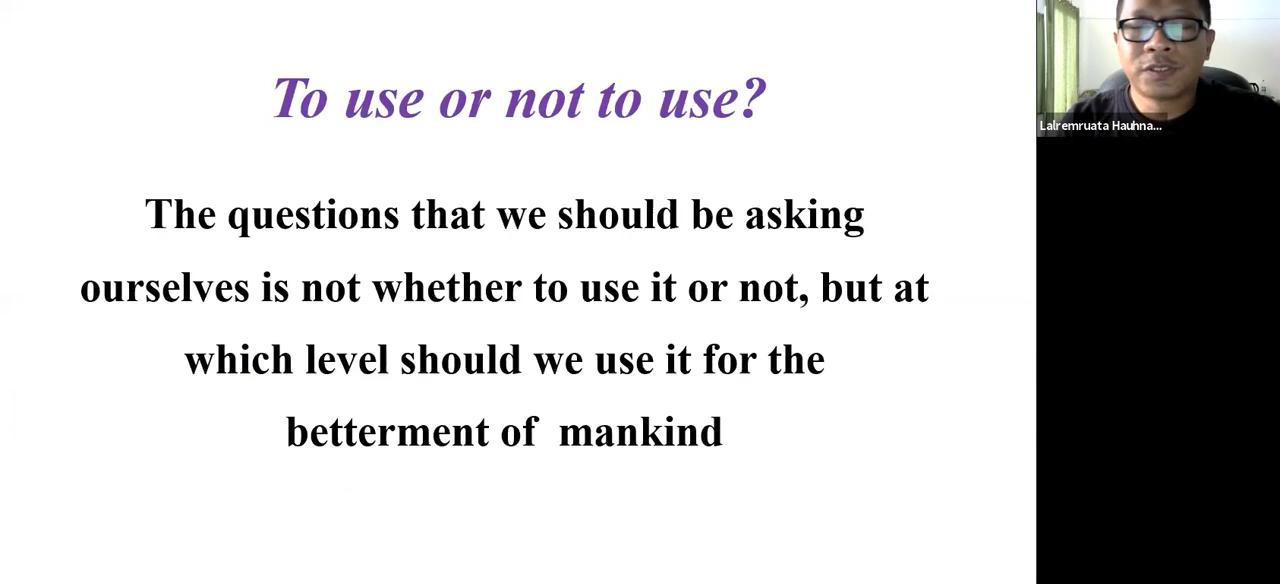 To use or not to use?
The questions that we should be asking
ourselves is not whether to use it or not, but at
which level should we use it for the
betterment of  mankind
Lalremruata Hauhna...